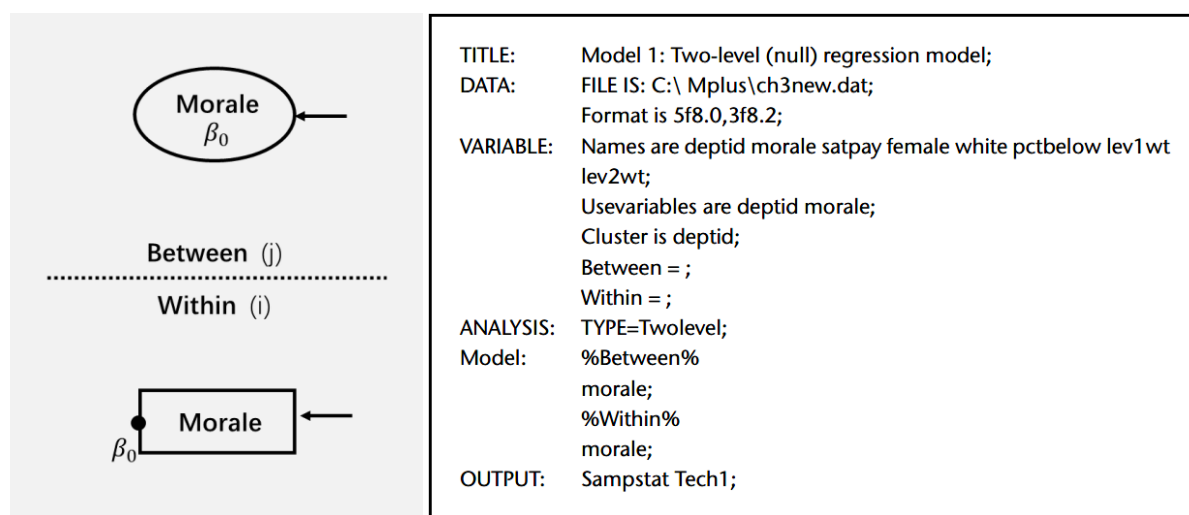 Morale
β₀
Between (j)
Within (i)
Morale
β₀
TITLE: Model 1: Two-level (null) regression model;
DATA: FILE IS: C:\ Mplus\ch3new.dat;
Format is 5f8.0,3f8.2;
VARIABLE: Names are deptid morale satpay female white pctbelow lev1wt
lev2wt;
Usevariables are deptid morale;
Cluster is deptid;
Between = ;
Within = ;
ANALYSIS: TYPE=Twolevel;
Model: %Between%
morale;
%Within%
morale;
OUTPUT: Sampstat Tech1;